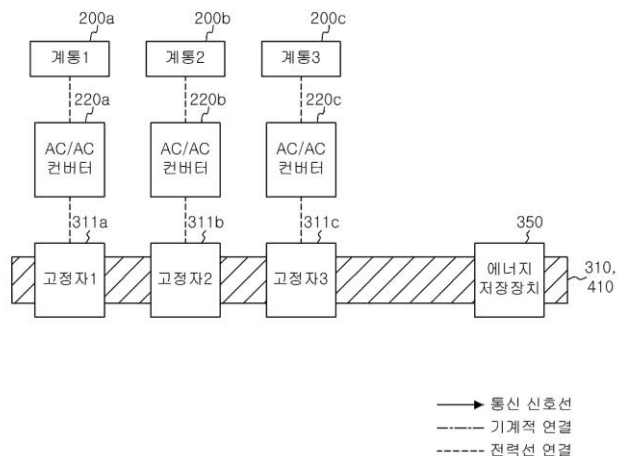 200a 200b 200c
계통1 계통2 계통3
220a 220b 220c
AC/AC AC/AC AC/AC
컨버터 컨버터 컨버터
311a 311b 311c 350
고정자1 고정자2 고정자3 에너지
저장장치
310,
410
통신 신호선
기계적 연결
전력선 연결